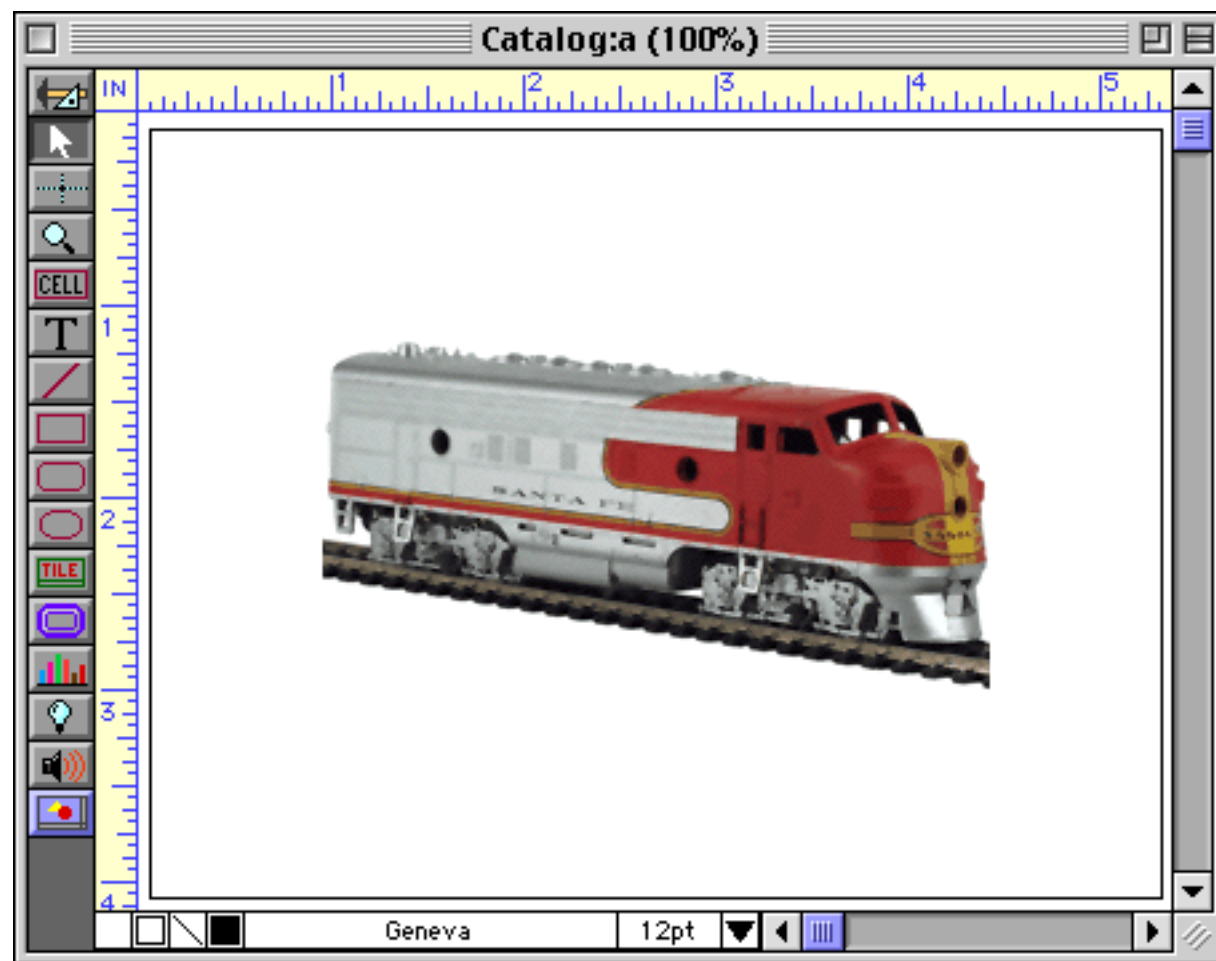 Catalog:a (100%)
IN
1 2 3 4 5
CELL
T
1
SANTA FE
2
TILE
3
4
Geneva 12pt